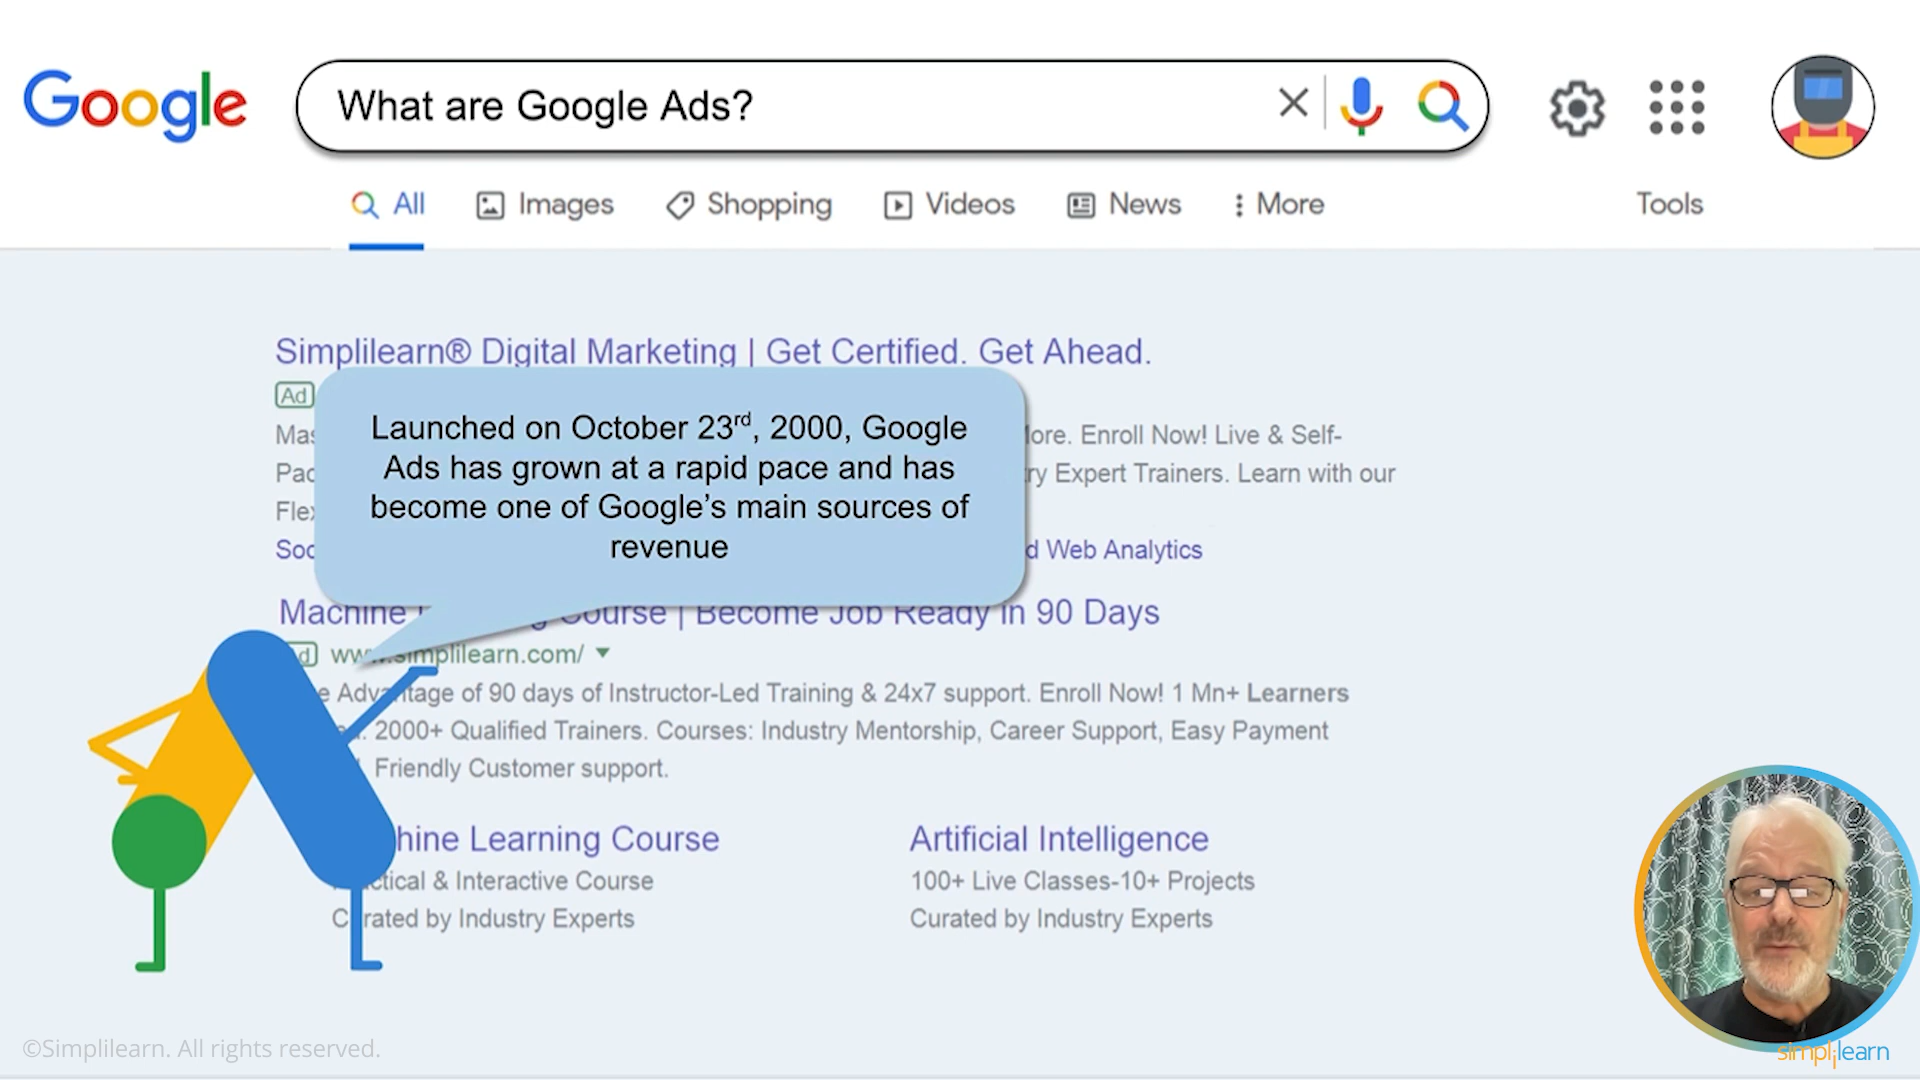 Google
What are Google Ads?
All Images Shopping Videos News More Tools
Simplilearn® Digital Marketing | Get Certified. Get Ahead.
Ad
Launched on October 23rd, 2000, Google
Ads has grown at a rapid pace and has
become one of Google's main sources of
revenue
Enroll Now! Live & Self-
Expert Trainers. Learn with our
Web Analytics
Machine Course | Become Job Ready in 90 Days
www.simplilearn.com/
Advantage of 90 days of Instructor-Led Training & 24x7 support. Enroll Now! 1 Mn+ Learners
2000+ Qualified Trainers. Courses: Industry Mentorship, Career Support, Easy Payment
Friendly Customer support.
Learning Course
Artificial Intelligence
& Interactive Course
100+ Live Classes-10+ Projects
Curated by Industry Experts
Curated by Industry Experts
©Simplilearn. All rights reserved.
simplilearn